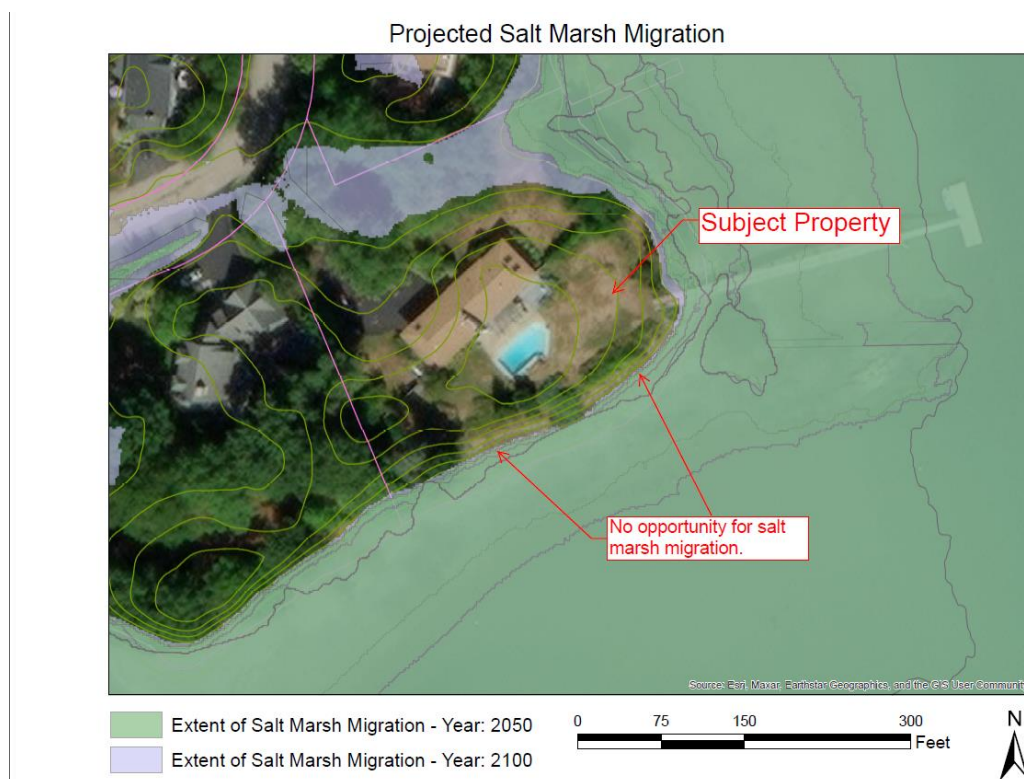 Projected Salt Marsh Migration
Subject Property
No opportunity for salt
marsh migration.
Source: Esri, Maxar, Earthstar Geographics, and the GIS User Communit
Extent of Salt Marsh Migration - Year: 2050
Extent of Salt Marsh Migration - Year: 2100
0 75 150 300
Feet
N